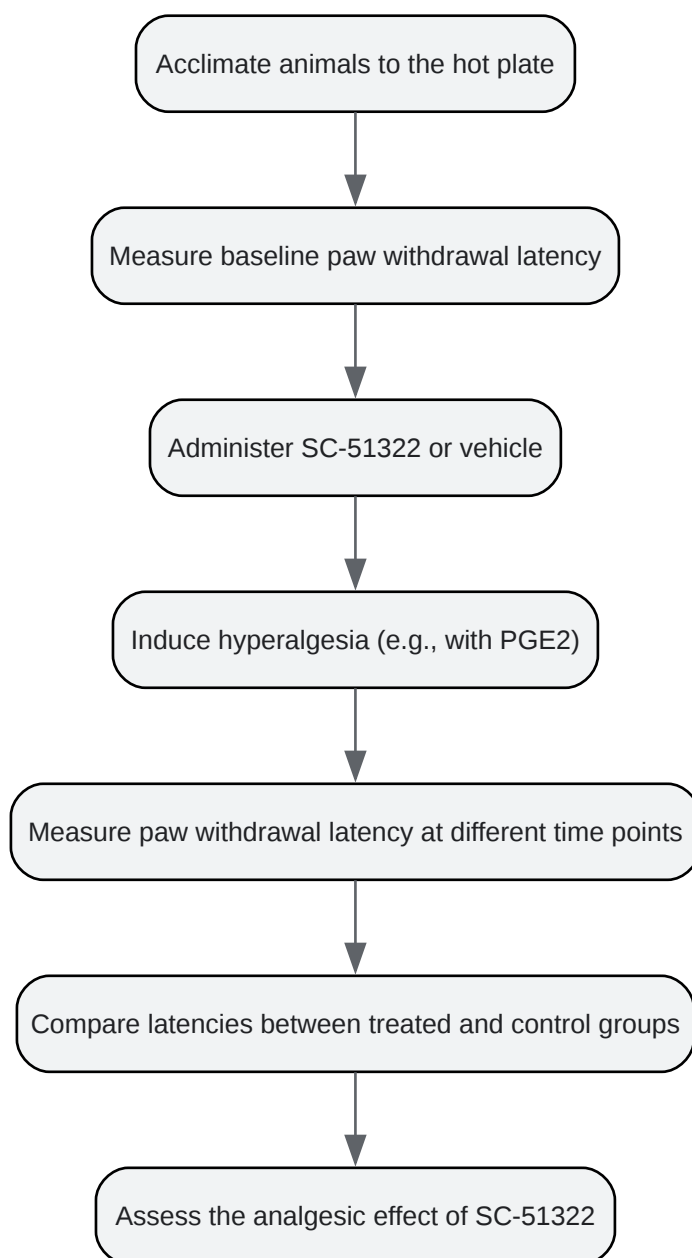 Acclimate animals to the hot plate
Measure baseline paw withdrawal latency
Administer SC-51322 or vehicle
Induce hyperalgesia (e.g., with PGE2)
Measure paw withdrawal latency at different time points
Compare latencies between treated and control groups
Assess the analgesic effect of SC-51322